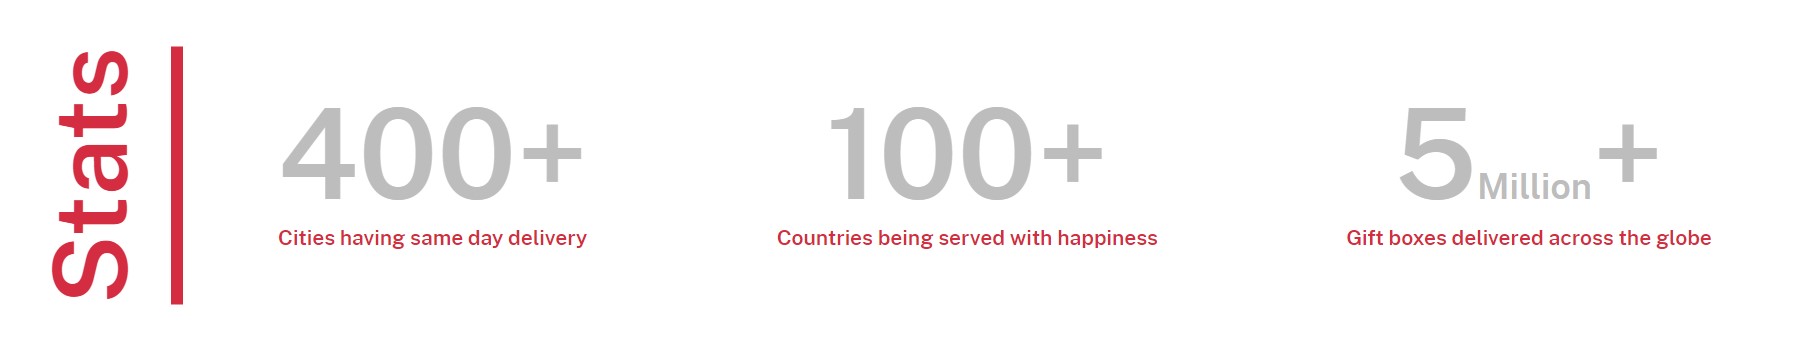 Stats
400+
Cities having same day delivery
100+
Countries being served with happiness
5 Million+
Gift boxes delivered across the globe